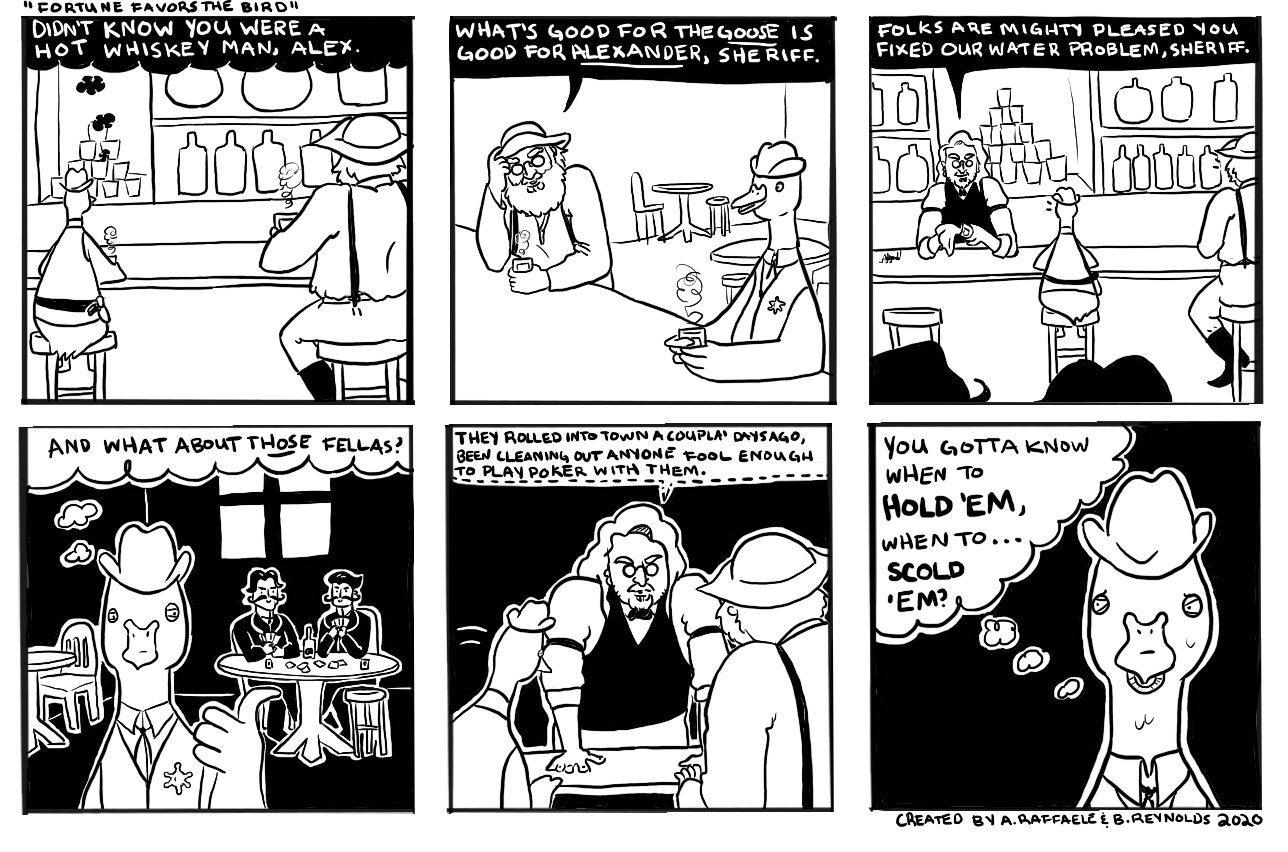 "FORTUNE FAVORS THE BIRD"
DIDN'T KNOW YOU WERE A
HOT WHISKEY MAN, ALEX.
WHAT'S GOOD FOR THE GOOSE IS
GOOD FOR ALEXANDER, SHERIFF.
FOLKS ARE MIGHTY PLEASED YOU
FIXED OUR WATER PROBLEM, SHERIFF.
AND WHAT ABOUT THOSE FELLAS?
THEY ROLLED INTO TOWN A COUPLA' DAYS AGO,
BEEN CLEANING OUT ANYONE FOOL ENOUGH
TO PLAY POKER WITH THEM.
YOU GOTTA KNOW
WHEN TO
HOLD 'EM,
WHEN TO...
SCOLD
'EM?
CREATED BY A. RAFFAELE & B. REYNOLDS 2020